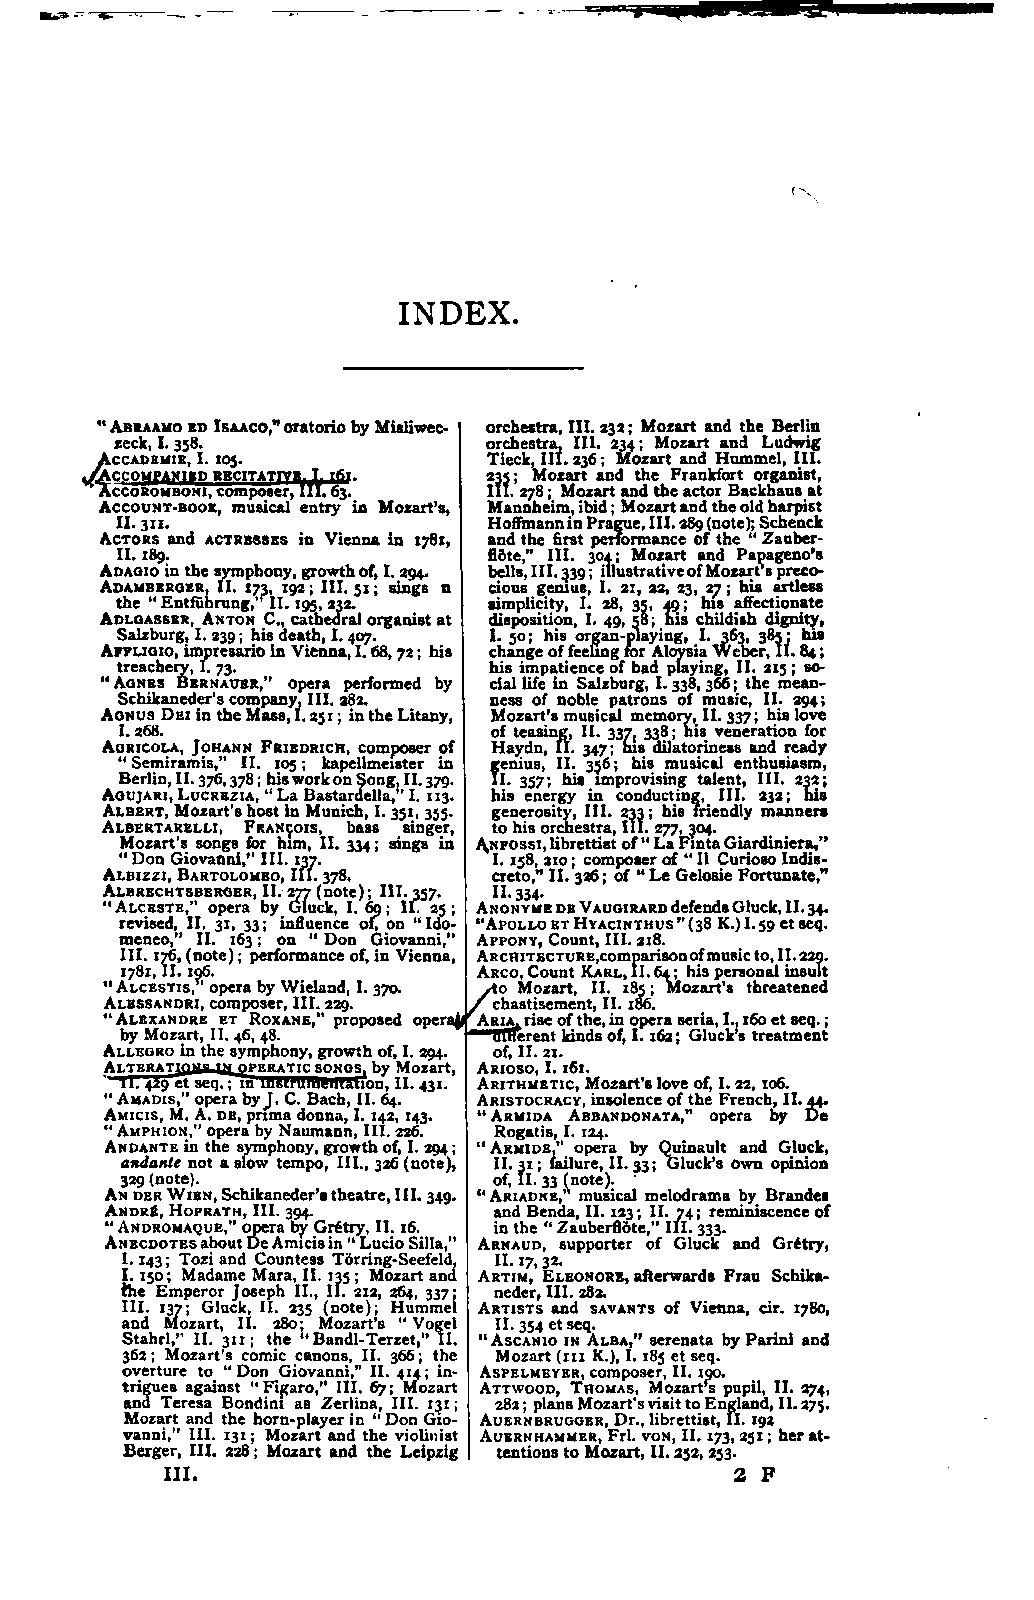 INDEX.
“ ABRAAMO ED ISAACO,” oratorio by Misliwec-
zeck, I. 358.
ACCADEMIE, I. 105.
ACCOMPANIED RECITATIVE, I. 161.
ACCOROMBONI, composer, III. 63.
ACCOUNT-BOOK, musical entry in Mozart's,
II. 311.
ACTORS and ACTRESSES in Vienna in 1781,
II. 189.
ADAGIO in the symphony, growth of, I. 294.
ADAMBERGER, II. 173, 192; III. 51; sings n
the “ Entführung,” II. 195, 232.
ADLGASSER, ANTON C., cathedral organist at
Salzburg, I. 239; his death, I. 407.
AFFLIGIO, impresario in Vienna, I. 68, 72; his
treachery, I. 73.
“ AGNES BERNAUER,” opera performed by
Schikaneder's company, III. 282.
AGNUS DEI in the Mass, I. 251; in the Litany,
I. 268.
AGRICOLA, JOHANN FRIEDRICH, composer of
“ Semiramis,” II. 105; kapellmeister in
Berlin, II. 376, 378; his work on Song, II. 379.
AGUJARI, LUCREZIA, “ La Bastardella,” I. 113.
ALBERT, Mozart's host in Munich, I. 351, 355.
ALBERTARELLI, FRANÇOIS, bass singer,
Mozart's songs for him, II. 334; sings in
“ Don Giovanni,” III. 137.
ALBIZZI, BARTOLOMBO, III. 378.
ALBRECHTSBERGER, II. 277 (note); III. 357.
“ ALCESTE,” opera by Gluck, I. 69; II. 25;
revised, II. 31, 33; influence of, on “ Ido-
meneo,” II. 163; on “ Don Giovanni,”
III. 176, (note); performance of, in Vienna,
1781, II. 196.
“ ALCESTIS,” opera by Wieland, I. 370.
ALESSANDRI, composer, III. 229.
“ ALEXANDRE ET ROXANE,” proposed opera
by Mozart, II. 46, 48.
ALLEGRO in the symphony, growth of, I. 294.
ALTERATIONS IN OPERATIC SONGS, by Mozart,
II. 429 et seq.; in instrumentation, II. 431.
“ AMADIS,” opera by J. C. Bach, II. 64.
AMICIS, M. A. DE, prima donna, I. 142, 143.
“ AMPHION,” opera by Naumann, III. 226.
ANDANTE in the symphony, growth of, I. 294;
andante not a slow tempo, III., 326 (note),
329 (note).
AN DER WIEN, Schikaneder's theatre, III. 349.
ANDRÉ, HOFRATH, III. 394.
“ ANDROMAQUE,” opera by Grétry, II. 16.
ANECDOTES about De Amicis in “ Lucio Silla,”
I. 143; Tozi and Countess Törring-Seefeld,
I. 150; Madame Mara, II. 135; Mozart and
the Emperor Joseph II., II. 212, 264, 337;
III. 137; Gluck, II. 235 (note); Hummel
and Mozart, II. 280; Mozart's “ Vogel
Stahrl,” II. 311; the “ Bandl-Terzet,” II.
362; Mozart's comic canons, II. 366; the
overture to “ Don Giovanni,” II. 414; in-
trigues against “ Figaro,” III. 67; Mozart
and Teresa Bondini as Zerlina, III. 131;
Mozart and the horn-player in “ Don Gio-
vanni,” III. 131; Mozart and the violinist
Berger, III. 228; Mozart and the Leipzig
orchestra, III. 232; Mozart and the Berlin
orchestra, III. 234; Mozart and Ludwig
Tieck, III. 236; Mozart and Hummel, III.
235; Mozart and the Frankfort organist,
III. 278; Mozart and the actor Backhaus at
Mannheim, ibid; Mozart and the old harpist
Hoffmann in Prague, III. 289 (note); Schenck
and the first performance of the “ Zauber-
flöte,” III. 304; Mozart and Papageno's
bells, III. 339; illustrative of Mozart's preco-
cious genius, I. 21, 22, 23, 27; his artless
simplicity, I. 28, 35, 49; his affectionate
disposition, I. 49, 58; his childish dignity,
I. 50; his organ-playing, I. 363, 385; his
change of feeling for Aloysia Weber, II. 84;
his impatience of bad playing, II. 215; so-
cial life in Salzburg, I. 338, 366; the mean-
ness of noble patrons of music, II. 294;
Mozart's musical memory, II. 337; his love
of teasing, II. 337, 338; his veneration for
Haydn, II. 347; his dilatoriness and ready
genius, II. 356; his musical enthusiasm,
II. 357; his improvising talent, III. 232;
his energy in conducting, III. 232; his
generosity, III. 233; his friendly manners
to his orchestra, III. 277, 304.
ANFOSSI, librettist of “ La Finta Giardiniera,”
I. 158, 210; composer of “ Il Curioso Indis-
creto,” II. 326; of “ Le Gelosie Fortunate,”
II. 334.
ANONYME DE VAUGIRARD defends Gluck, II. 34.
“APOLLO ET HYACINTHUS” (38 K.) I. 59 et seq.
APPONY, Count, III. 218.
ARCHITECTURE, comparison of music to, II. 229.
ARCO, Count KARL, II. 64; his personal insult
to Mozart, II. 185; Mozart's threatened
chastisement, II. 186.
ARIA, rise of the, in opera seria, I., 160 et seq.;
different kinds of, I. 162; Gluck's treatment
of, II. 21.
ARIOSO, I. 161.
ARITHMETIC, Mozart's love of, I. 22, 106.
ARISTOCRACY, insolence of the French, II. 44.
“ ARMIDA ABBANDONATA,” opera by De
Rogatis, I. 124.
“ ARMIDE,” opera by Quinault and Gluck,
II. 31; failure, II. 33; Gluck's own opinion
of, II. 33 (note).
“ ARIADNE,” musical melodrama by Brandes
and Benda, II. 123; II. 74; reminiscence of
in the “ Zauberflöte,” III. 333.
ARNAUD, supporter of Gluck and Grétry,
II. 17, 32.
ARTIM, ELEONORE, afterwards Frau Schika-
neder, III. 282.
ARTISTS and SAVANTS of Vienna, cir. 1780,
II. 354 et seq.
“ ASCANIO IN ALBA,” serenata by Parini and
Mozart (111 K.), I. 185 et seq.
ASPELMEYER, composer, II. 190.
ATTWOOD, THOMAS, Mozart's pupil, II. 274,
282; plans Mozart's visit to England, II. 275.
AUERNBRUGGER, Dr., librettist, II. 192
AUERNHAMMER, Frl. VON, II. 173, 251; her at-
tentions to Mozart, II. 252, 253.
III.
2 F